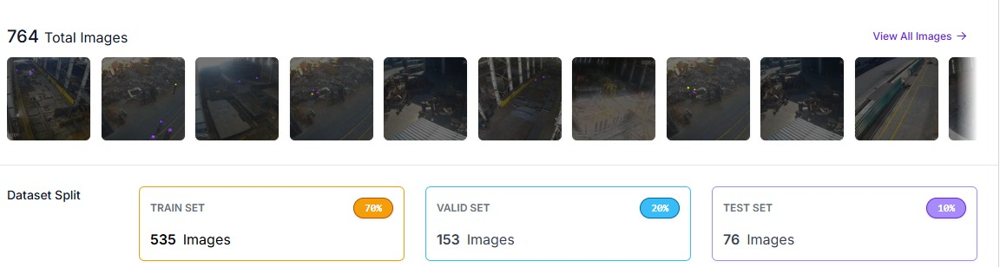 764 Total Images
View All Images →
Dataset Split
TRAIN SET
70%
535 Images
VALID SET
20%
153 Images
TEST SET
10%
76 Images